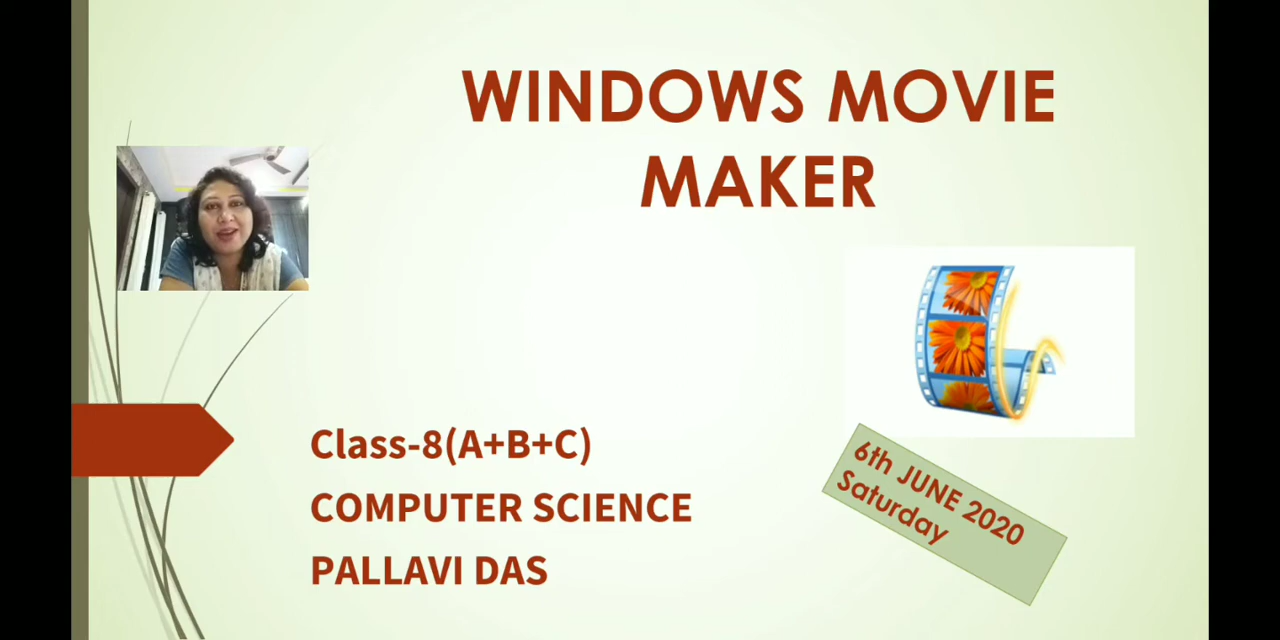 WINDOWS MOVIE
MAKER
Class-8(A+B+C)
COMPUTER SCIENCE
PALLAVI DAS
6th JUNE 2020
Saturday